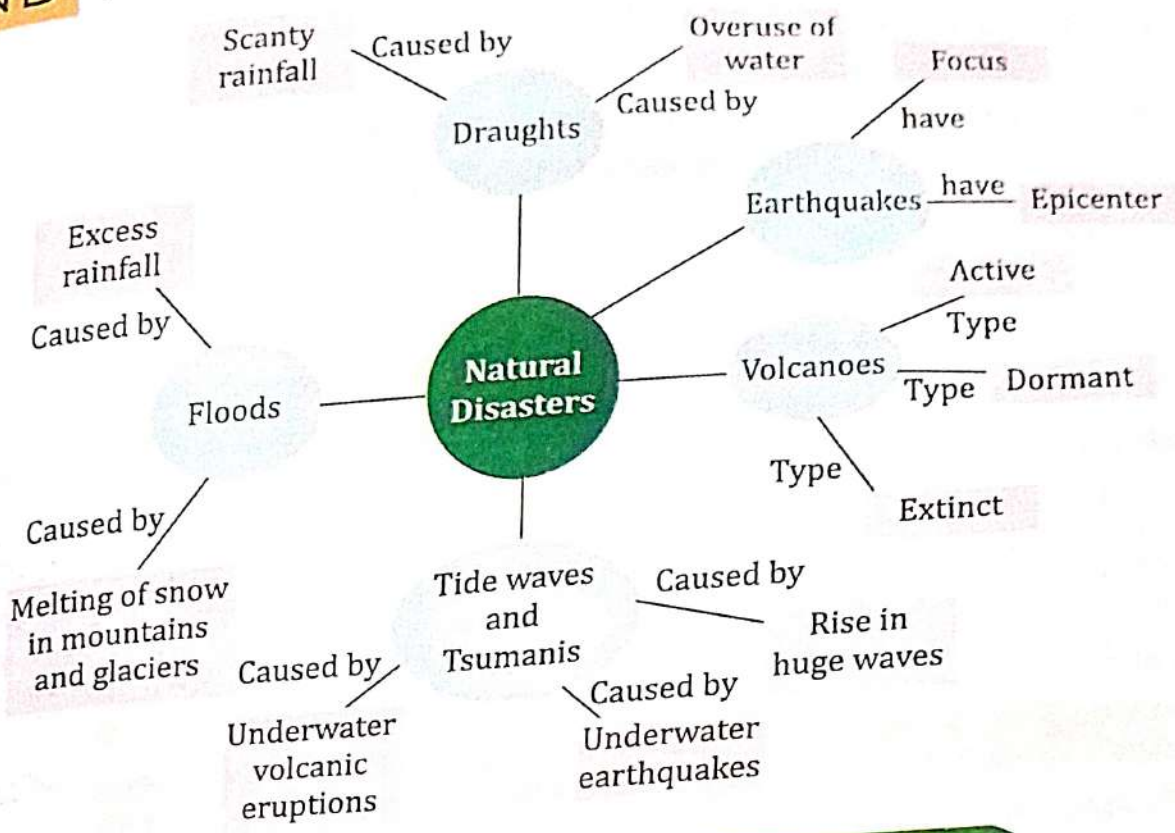 ND
Scanty
rainfall
Caused by
Overuse of
water
Caused by
Draughts
Focus
have
Earthquakes
have
Epicenter
Excess
rainfall
Caused by
Floods
Natural
Disasters
Active
Type
Volcanoes
Type
Dormant
Type
Extinct
Caused by
Melting of snow
in mountains
and glaciers
Tide waves
and
Tsumanis
Caused by
Rise in
huge waves
Caused by
Underwater
volcanic
eruptions
Caused by
Underwater
earthquakes